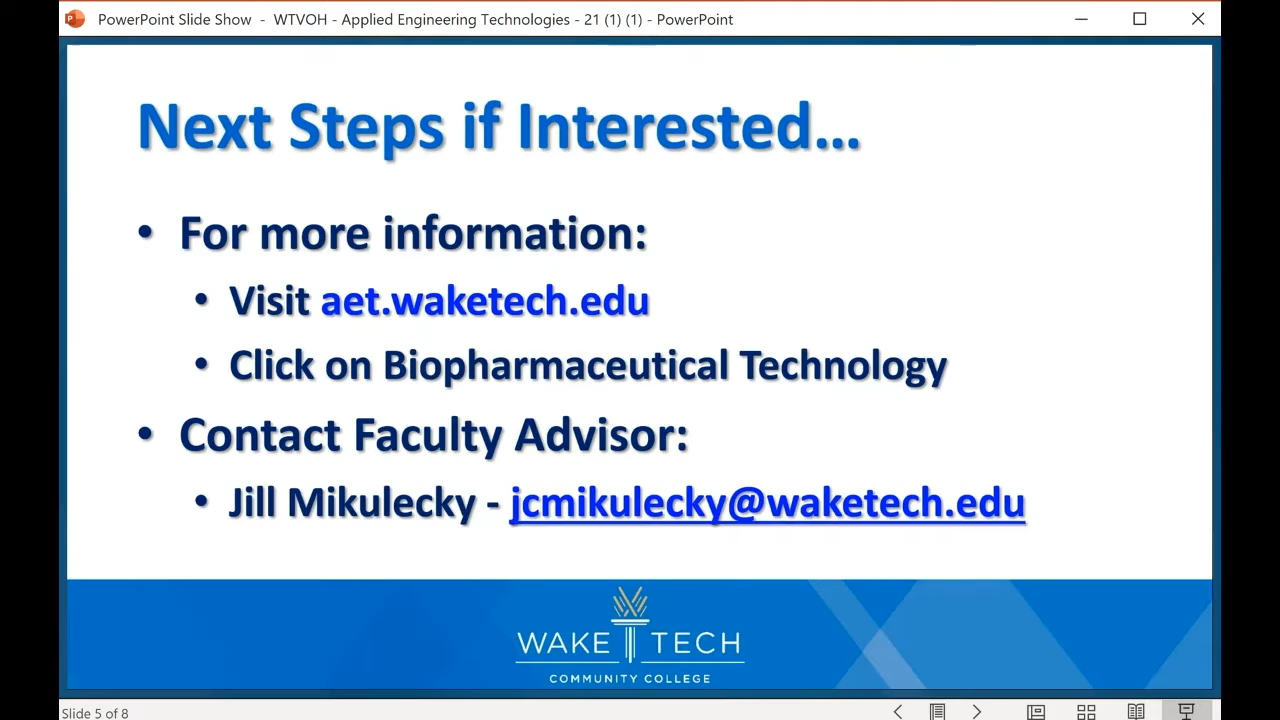 PowerPoint Slide Show - WTVOH - Applied Engineering Technologies - 21 (1) (1) - PowerPoint
Next Steps if Interested...
• For more information:
• Visit aet.waketech.edu
• Click on Biopharmaceutical Technology
• Contact Faculty Advisor:
• Jill Mikulecky - jcmikulecky@waketech.edu
WAKE TECH
COMMUNITY COLLEGE
Slide 5 of 8